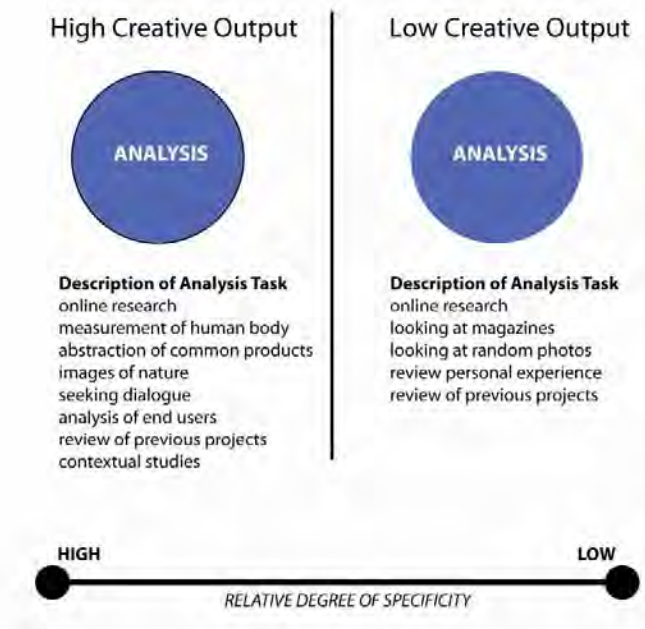 High Creative Output
ANALYSIS
Description of Analysis Task
online research
measurement of human body
abstraction of common products
images of nature
seeking dialogue
analysis of end users
review of previous projects
contextual studies
Low Creative Output
ANALYSIS
Description of Analysis Task
online research
looking at magazines
looking at random photos
review personal experience
review of previous projects
HIGH
LOW
RELATIVE DEGREE OF SPECIFICITY